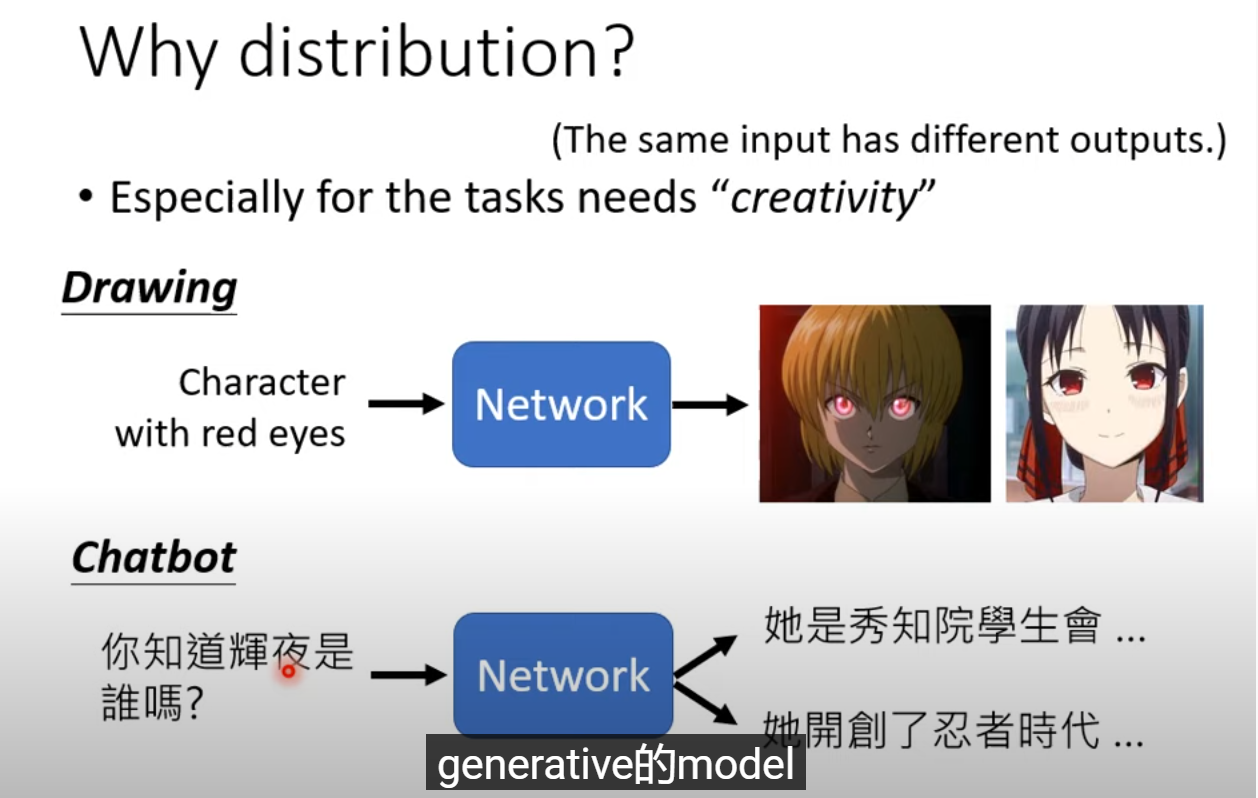 Why distribution?
(The same input has different outputs.)
• Especially for the tasks needs “creativity”
Drawing
Character
with red eyes
Network
Chatbot
你知道輝夜是
誰嗎?
Network
她是秀知院學生會 ...
她開創了忍者時代 ...
generative的model